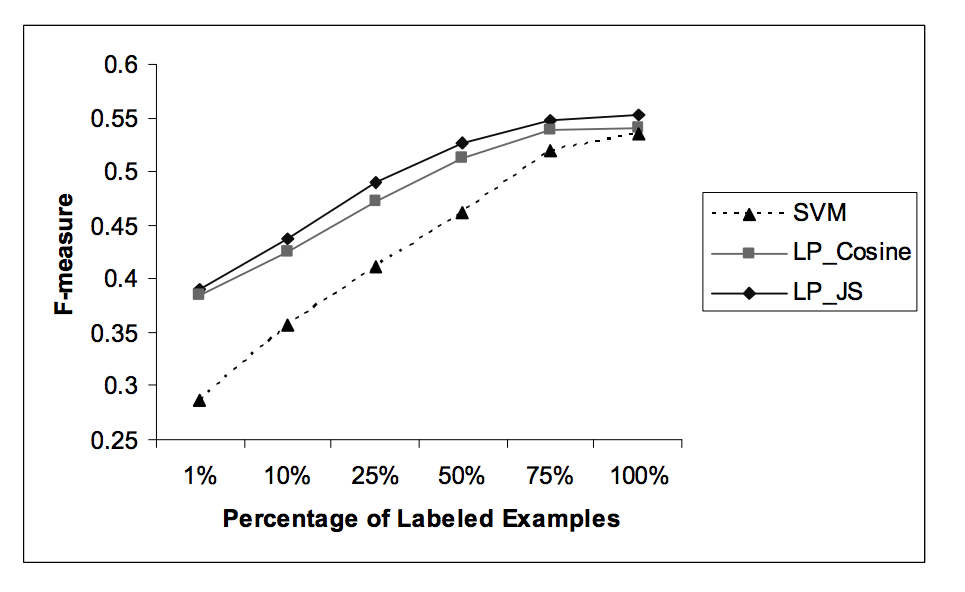 0.6
0.55
0.5
0.45
0.4
0.35
0.3
0.25
F-measure
1% 10% 25% 50% 75% 100%
Percentage of Labeled Examples
SVM
LP_Cosine
LP_JS